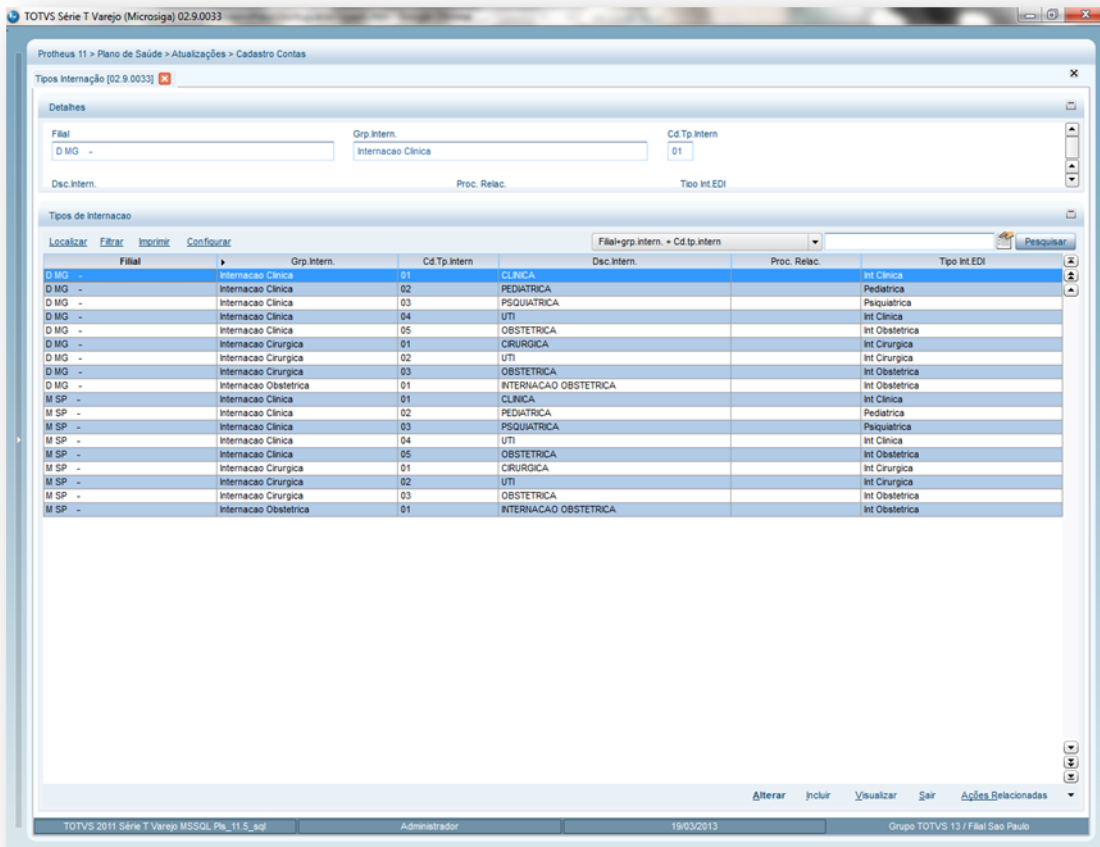 TOTVS Série T Varejo (Microsiga) 02.9.0033
Protheus 11 > Plano de Saúde > Atualizações > Cadastro Contas
Tipos Internação [02.9.0033]
Detalhes
Filial Grp.Intern. Cd.Tp.Intern
D MG - Internacao Clinica 01
Dsc.Intern. Proc. Relac. Tipo Int.EDI
Tipos de Internacao
Localizar Filtrar Imprimir Configurar Filial+grp.intern. + Cd.tp.intern Pesquisar
Filial Grp.Intern. Cd.Tp.Intern Dsc.Intern. Proc. Relac. Tipo Int.EDI
D MG - Internacao Clinica 01 CLINICA Int Clinica
D MG - Internacao Clinica 02 PEDIATRICA Pediatrica
D MG - Internacao Clinica 03 PSQUIATRICA Psiquiatrica
D MG - Internacao Clinica 04 UTI Int Clinica
D MG - Internacao Clinica 05 OBSTETRICA Int Obstetrica
D MG - Internacao Cirurgica 01 CIRURGICA Int Cirurgica
D MG - Internacao Cirurgica 02 UTI Int Cirurgica
D MG - Internacao Cirurgica 03 OBSTETRICA Int Obstetrica
D MG - Internacao Obstetrica 01 INTERNACAO OBSTETRICA Int Obstetrica
M SP - Internacao Clinica 01 CLINICA Int Clinica
M SP - Internacao Clinica 02 PEDIATRICA Pediatrica
M SP - Internacao Clinica 03 PSQUIATRICA Psiquiatrica
M SP - Internacao Clinica 04 UTI Int Clinica
M SP - Internacao Clinica 05 OBSTETRICA Int Obstetrica
M SP - Internacao Cirurgica 01 CIRURGICA Int Cirurgica
M SP - Internacao Cirurgica 02 UTI Int Cirurgica
M SP - Internacao Cirurgica 03 OBSTETRICA Int Obstetrica
M SP - Internacao Obstetrica 01 INTERNACAO OBSTETRICA Int Obstetrica
Alterar Incluir Visualizar Sair Ações Relacionadas
TOTVS 2011 Série T Varejo MSSQL Pls_11.5_sql Administrador 19/03/2013 Grupo TOTVS 13 / Filial Sao Paulo